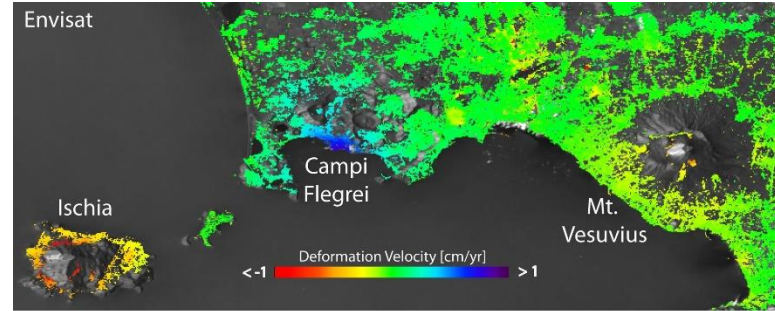 Envisat
Campi
Flegrei
Ischia
Mt.
Vesuvius
Deformation Velocity [cm/yr]
< -1
> 1